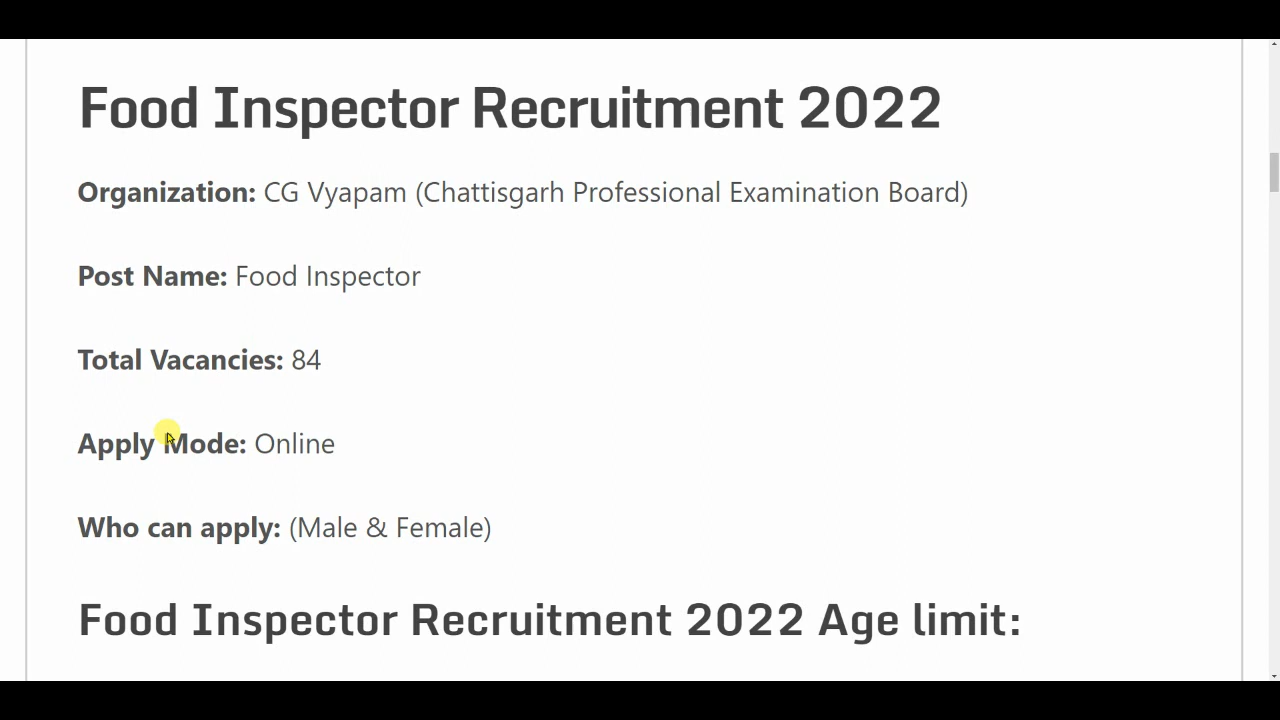 Food Inspector Recruitment 2022
Organization: CG Vyapam (Chattisgarh Professional Examination Board)
Post Name: Food Inspector
Total Vacancies: 84
Apply Mode: Online
Who can apply: (Male & Female)
Food Inspector Recruitment 2022 Age limit: